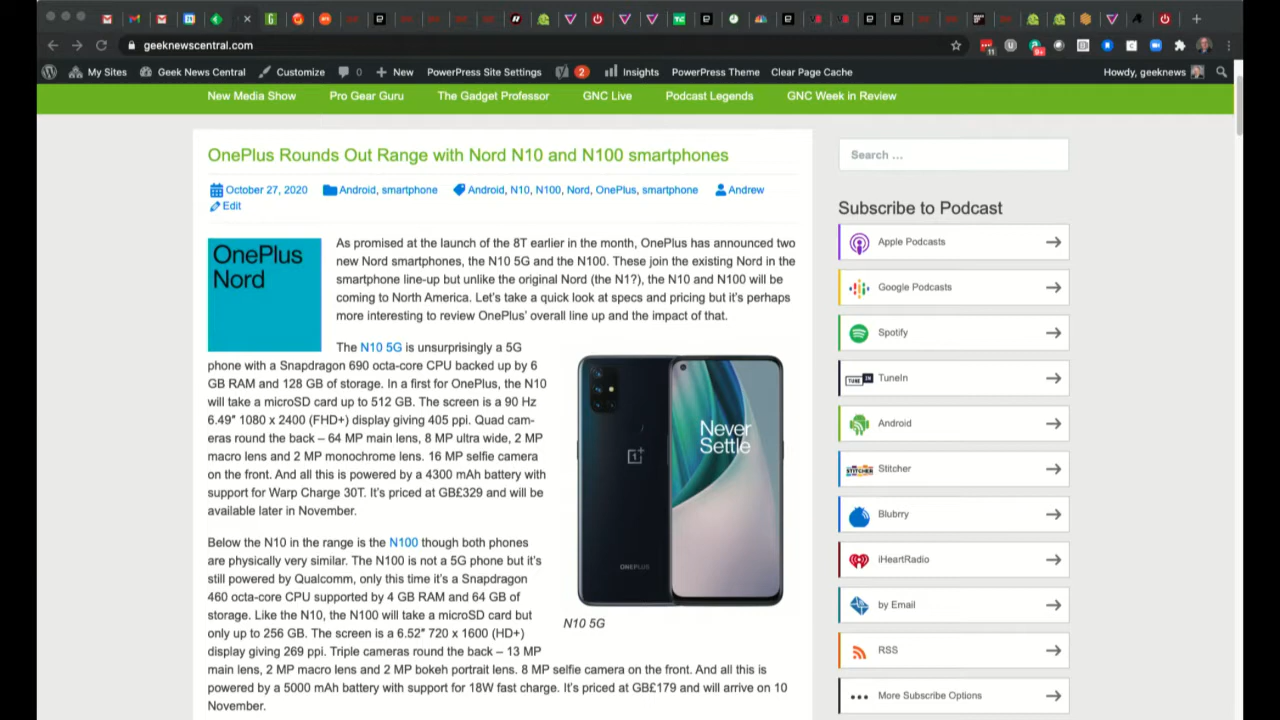 geeknewscentral.com
11
9+
My Sites
Geek News Central
Customize
0
New
PowerPress Site Settings
2
Insights
PowerPress Theme
Clear Page Cache
Howdy, geeknews
New Media Show
Pro Gear Guru
The Gadget Professor
GNC Live
Podcast Legends
GNC Week in Review
OnePlus Rounds Out Range with Nord N10 and N100 smartphones
October 27, 2020
Android, smartphone
Android, N10, N100, Nord, OnePlus, smartphone
Andrew
Edit
OnePlus
Nord
As promised at the launch of the 8T earlier in the month, OnePlus has announced two
new Nord smartphones, the N10 5G and the N100. These join the existing Nord in the
smartphone line-up but unlike the original Nord (the N1?), the N10 and N100 will be
coming to North America. Let's take a quick look at specs and pricing but it's perhaps
more interesting to review OnePlus' overall line up and the impact of that.
The N10 5G is unsurprisingly a 5G
phone with a Snapdragon 690 octa-core CPU backed up by 6
GB RAM and 128 GB of storage. In a first for OnePlus, the N10
will take a microSD card up to 512 GB. The screen is a 90 Hz
6.49" 1080 x 2400 (FHD+) display giving 405 ppi. Quad cam-
eras round the back – 64 MP main lens, 8 MP ultra wide, 2 MP
macro lens and 2 MP monochrome lens. 16 MP selfie camera
on the front. And all this is powered by a 4300 mAh battery with
support for Warp Charge 30T. It's priced at GB£329 and will be
available later in November.
Never
Settle
ONEPLUS
N10 5G
Below the N10 in the range is the N100 though both phones
are physically very similar. The N100 is not a 5G phone but it's
still powered by Qualcomm, only this time it's a Snapdragon
460 octa-core CPU supported by 4 GB RAM and 64 GB of
storage. Like the N10, the N100 will take a microSD card but
only up to 256 GB. The screen is a 6.52" 720 x 1600 (HD+)
display giving 269 ppi. Triple cameras round the back – 13 MP
main lens, 2 MP macro lens and 2 MP bokeh portrait lens. 8 MP selfie camera on the front. And all this is
powered by a 5000 mAh battery with support for 18W fast charge. It's priced at GB£179 and will arrive on 10
November.
Search ...
Subscribe to Podcast
Apple Podcasts
Google Podcasts
Spotify
TuneIn
Android
Stitcher
Blubrry
iHeartRadio
by Email
RSS
More Subscribe Options